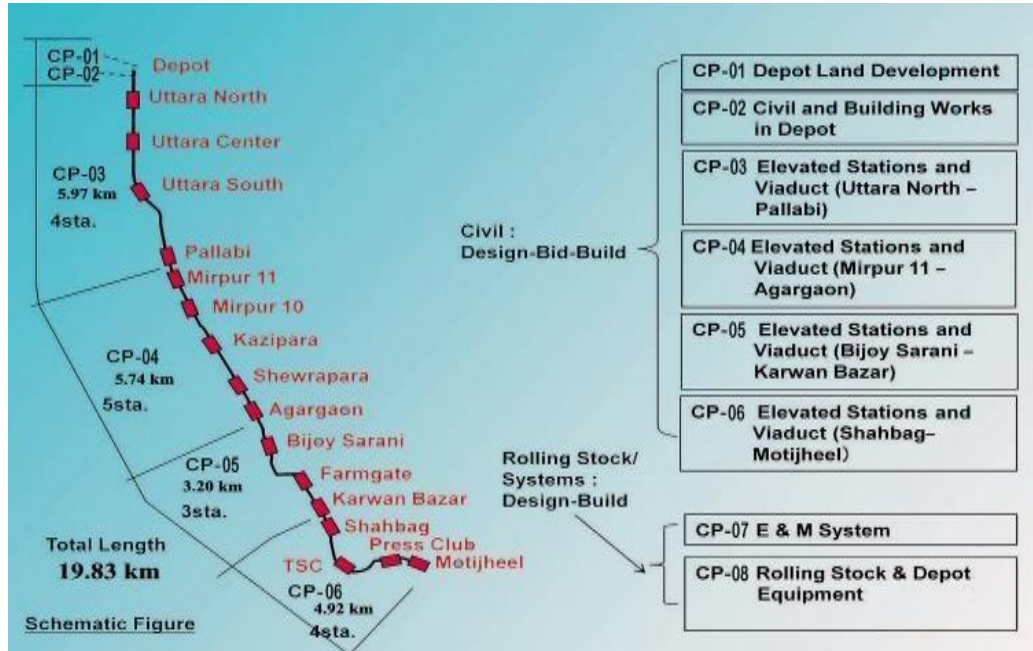 CP-01
CP-02
Depot
Uttara North
Uttara Center
CP-03
5.97 km
4sta.
Uttara South
Pallabi
Mirpur 11
Mirpur 10
Kazipara
CP-04
5.74 km
5sta.
Shewrapara
Agargaon
Bijoy Sarani
CP-05
3.20 km
3sta.
Farmgate
Karwan Bazar
Shahbag
Press Club
TSC
Motijheel
CP-06
4.92 km
4sta.
Total Length
19.83 km
Schematic Figure
Civil :
Design-Bid-Build
Rolling Stock/
Systems :
Design-Build
CP-01 Depot Land Development
CP-02 Civil and Building Works
in Depot
CP-03 Elevated Stations and
Viaduct (Uttara North –
Pallabi)
CP-04 Elevated Stations and
Viaduct (Mirpur 11 –
Agargaon)
CP-05 Elevated Stations and
Viaduct (Bijoy Sarani –
Karwan Bazar)
CP-06 Elevated Stations and
Viaduct (Shahbag–
Motijheel)
CP-07 E & M System
CP-08 Rolling Stock & Depot
Equipment